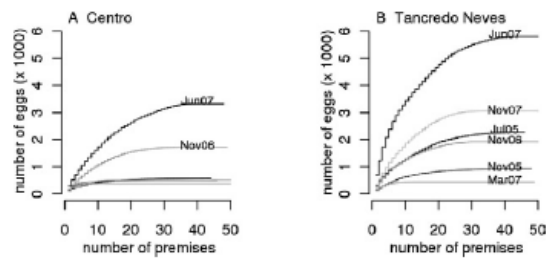 A Centro
number of eggs (x 1000)
6
5
4
3
2
1
0
Jun07
Nov06
0 10 20 30 40 50
number of premises
B Tancredo Neves
number of eggs (x 1000)
6
5
4
3
2
1
0
Jun07
Nov07
Jul05
Nov06
Nov05
Mar07
0 10 20 30 40 50
number of premises